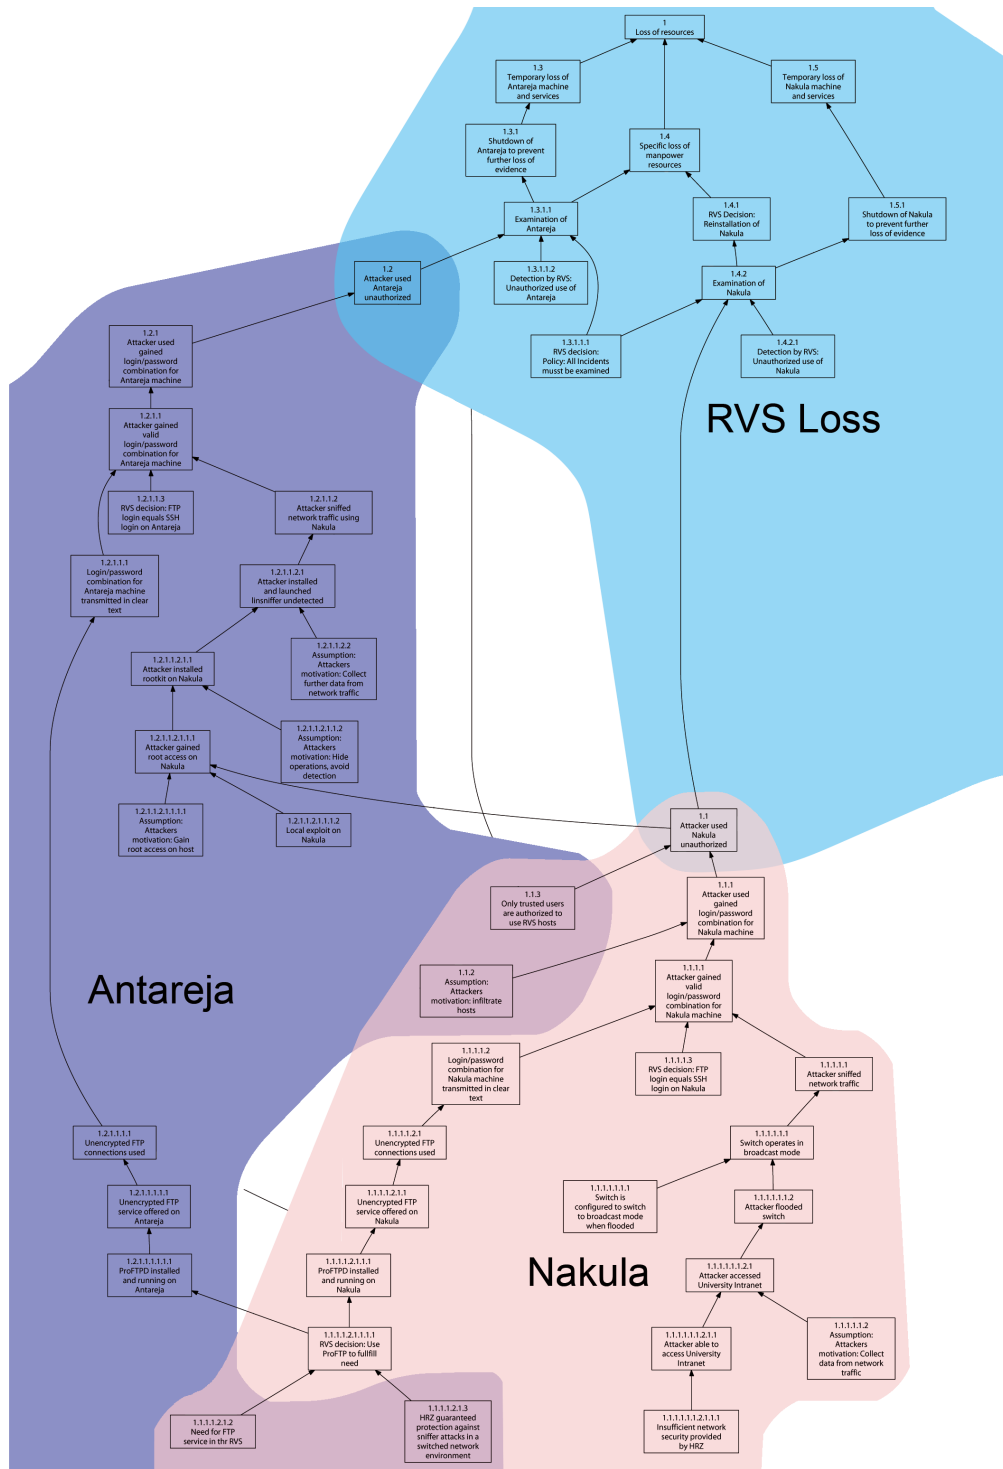 1
Loss of resources
1.3
Temporary loss of
Antareja machine
and services
1.5
Temporary loss of
Nakula machine
and services
1.3.1
Shutdown of
Antareja to prevent
further loss of
evidence
1.4
Specific loss of
manpower
resources
1.3.1.1
Examination of
Antareja
1.4.1
RVS Decision:
Reinstallation of
Nakula
1.5.1
Shutdown of Nakula
to prevent further
loss of evidence
1.2
Attacker used
Antareja
unauthorized
1.3.1.1.2
Detection by RVS:
Unauthorized use of
Antareja
1.4.2
Examination of
Nakula
1.3.1.1.1
RVS decision:
Policy: All Incidents
musst be examined
1.4.2.1
Detection by RVS:
Unauthorized use of
Nakula
RVS Loss
1.2.1
Attacker used
gained
login/password
combination for
Antareja machine
1.2.1.1
Attacker gained
valid
login/password
combination for
Antareja machine
1.2.1.1.3
RVS decision: FTP
login equals SSH
login on Antareja
1.2.1.1.2
Attacker sniffed
network traffic using
Nakula
1.2.1.1.1
Login/password
combination for
Antareja machine
transmitted in clear
text
1.2.1.1.2.1
Attacker installed
and launched
linsniffer undetected
1.2.1.1.2.1.1
Attacker installed
rootkit on Nakula
1.2.1.1.2.2
Assumption:
Attackers
motivation: Collect
further data from
network traffic
1.2.1.1.2.1.1.1
Attacker gained
root access on
Nakula
1.2.1.1.2.1.1.2
Assumption:
Attackers
motivation: Hide
operations, avoid
detection
1.2.1.1.2.1.1.1.1
Assumption:
Attackers
motivation: Gain
root access on host
1.2.1.1.2.1.1.1.2
Local exploit on
Nakula
1.1
Attacker used
Nakula
unauthorized
1.1.3
Only trusted users
are authorized to
use RVS hosts
1.1.1
Attacker used
gained
login/password
combination for
Nakula machine
1.1.2
Assumption:
Attackers
motivation: infiltrate
hosts
1.1.1.1
Attacker gained
valid
login/password
combination for
Nakula machine
Antareja
1.1.1.1.2
Login/password
combination for
Nakula machine
transmitted in clear
text
1.1.1.1.3
RVS decision: FTP
login equals SSH
login on Nakula
1.1.1.1.1
Attacker sniffed
network traffic
1.2.1.1.1.1
Unencrypted FTP
connections used
1.1.1.1.2.1
Unencrypted FTP
connections used
1.1.1.1.1.1
Switch operates in
broadcast mode
1.2.1.1.1.1.1
Unencrypted FTP
service offered on
Antareja
1.1.1.1.2.1.1
Unencrypted FTP
service offered on
Nakula
1.1.1.1.1.1.1
Switch is
configured to switch
to broadcast mode
when flooded
1.1.1.1.1.1.2
Attacker flooded
switch
1.2.1.1.1.1.1.1
ProFTPD installed
and running on
Antareja
1.1.1.1.2.1.1.1
ProFTPD installed
and running on
Nakula
Nakula
1.1.1.1.1.1.2.1
Attacker accessed
University Intranet
1.1.1.1.2.1.1.1.1
RVS decision: Use
ProFTP to fullfill
need
1.1.1.1.1.1.2.1.1
Attacker able to
access University
Intranet
1.1.1.1.1.2
Assumption:
Attackers
motivation: Collect
data from network
traffic
1.1.1.1.2.1.2
Need for FTP
service in thr RVS
1.1.1.1.2.1.3
HRZ guaranteed
protection against
sniffer attacks in a
switched network
environment
1.1.1.1.1.1.2.1.1.1
Insufficient network
security provided
by HRZ